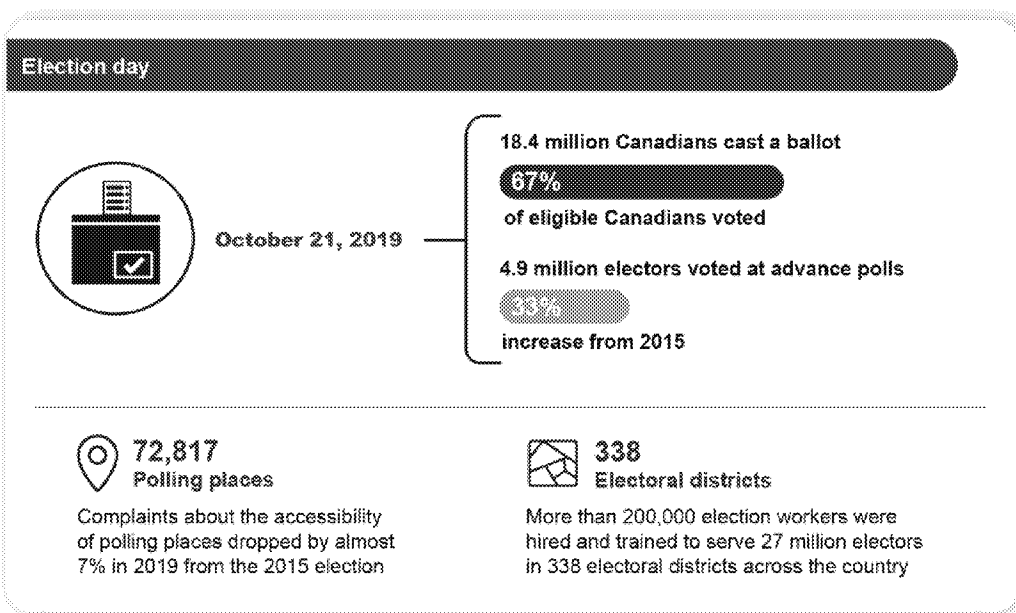 Election day
October 21, 2019
18.4 million Canadians cast a ballot
67%
of eligible Canadians voted
4.9 million electors voted at advance polls
33%
increase from 2015
72,817
Polling places
Complaints about the accessibility
of polling places dropped by almost
7% in 2019 from the 2015 election
338
Electoral districts
More than 200,000 election workers were
hired and trained to serve 27 million electors
in 338 electoral districts across the country